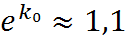 e^{k_0} ≈ 1,1